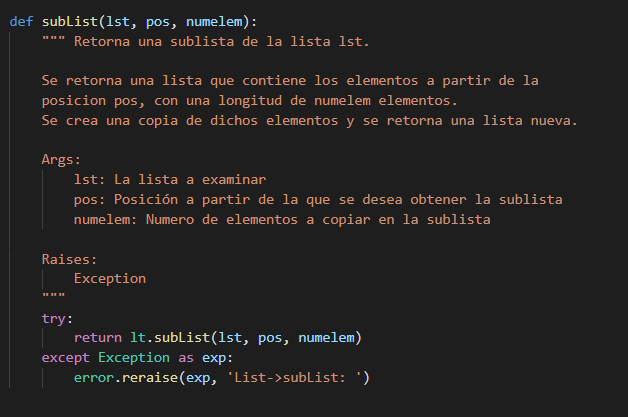 def subList(lst, pos, numelem):
    """ Retorna una sublista de la lista lst.

    Se retorna una lista que contiene los elementos a partir de la
    posicion pos, con una longitud de numelem elementos.
    Se crea una copia de dichos elementos y se retorna una lista nueva.

    Args:
        lst: La lista a examinar
        pos: Posición a partir de la que se desea obtener la sublista
        numelem: Numero de elementos a copiar en la sublista

    Raises:
        Exception
    """
    try:
        return lt.subList(lst, pos, numelem)
    except Exception as exp:
        error.reraise(exp, 'List->subList: ')